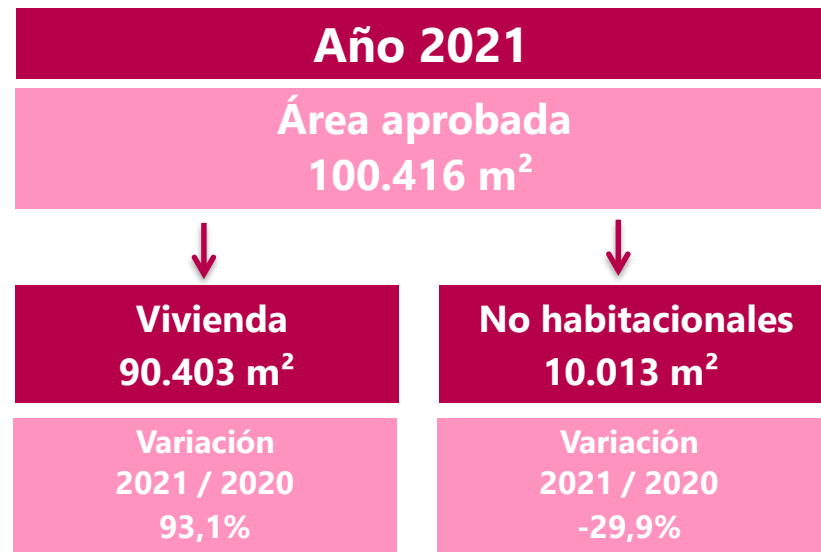 Año 2021
Área aprobada
100.416 m²
Vivienda
90.403 m²
No habitacionales
10.013 m²
Variación
2021 / 2020
93,1%
Variación
2021 / 2020
-29,9%